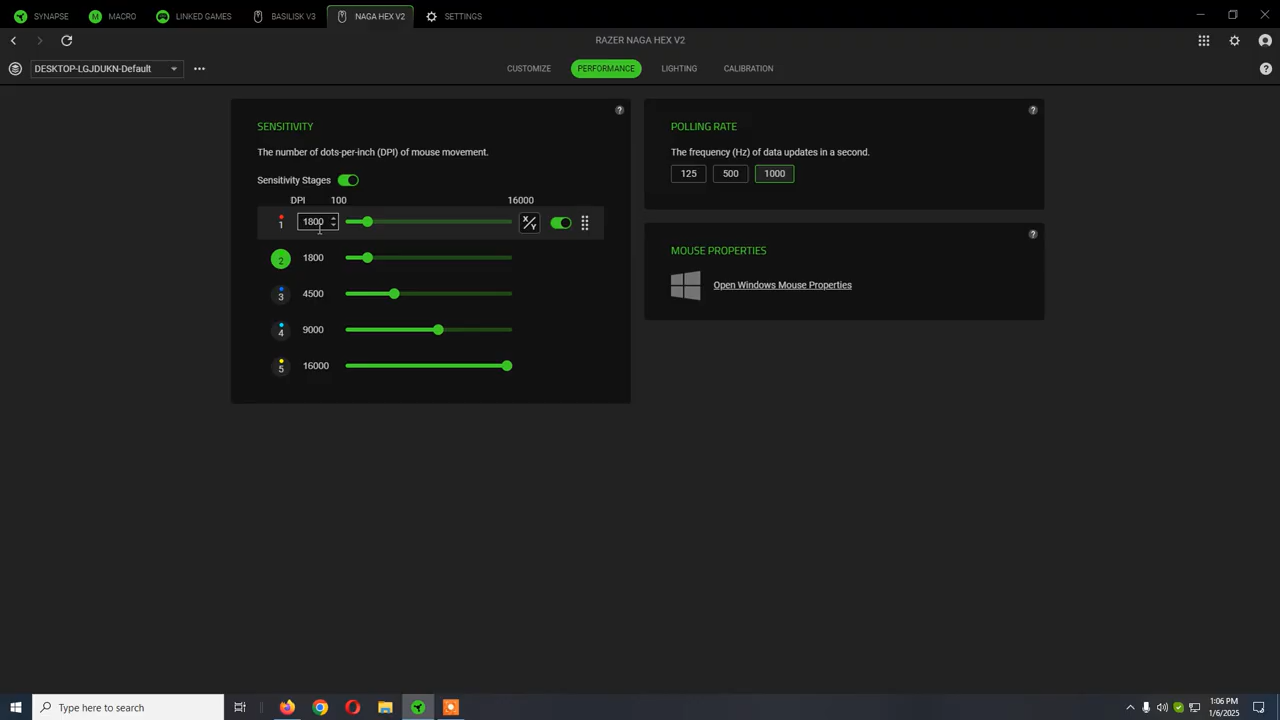 SYNAPSE MACRO LINKED GAMES BASILISK V3 NAGA HEX V2 SETTINGS
RAZER NAGA HEX V2
DESKTOP-LGJDUKN-Default CUSTOMIZE PERFORMANCE LIGHTING CALIBRATION ?
SENSITIVITY ?
The number of dots-per-inch (DPI) of mouse movement.
Sensitivity Stages
DPI 100 16000
1 1800 X/Y
2 1800
3 4500
4 9000
5 16000
POLLING RATE ?
The frequency (Hz) of data updates in a second.
125 500 1000
MOUSE PROPERTIES ?
Open Windows Mouse Properties
Type here to search
1:06 PM
1/6/2025